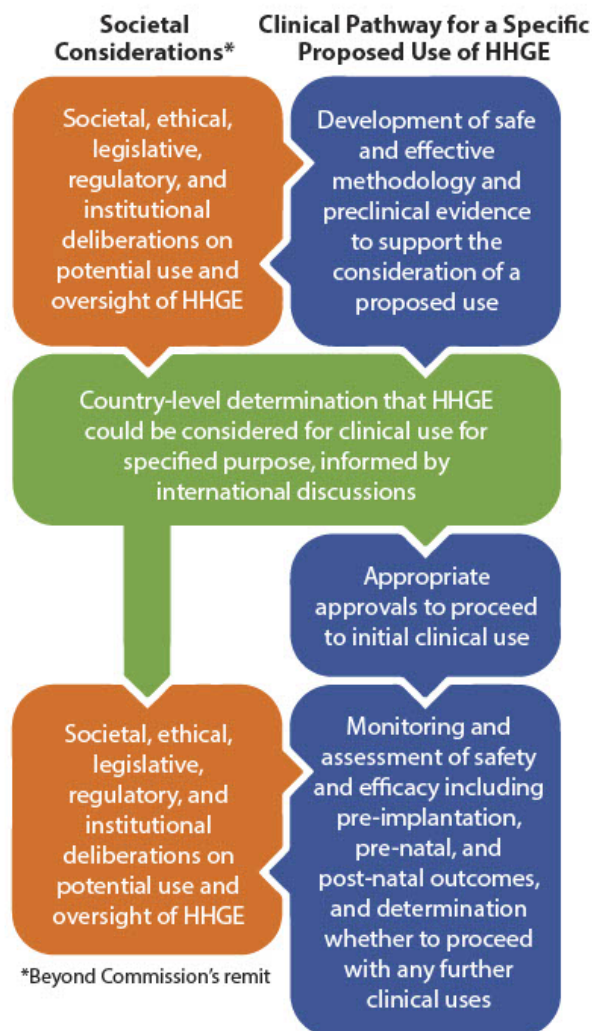 Societal
Considerations*
Clinical Pathway for a Specific
Proposed Use of HHGE
Societal, ethical,
legislative,
regulatory, and
institutional
deliberations on
potential use and
oversight of HHGE
Development of safe
and effective
methodology and
preclinical evidence
to support the
consideration of a
proposed use
Country-level determination that HHGE
could be considered for clinical use for
specified purpose, informed by
international discussions
Appropriate
approvals to proceed
to initial clinical use
Societal, ethical,
legislative,
regulatory, and
institutional
deliberations on
potential use and
oversight of HHGE
Monitoring and
assessment of safety
and efficacy including
pre-implantation,
pre-natal, and
post-natal outcomes,
and determination
whether to proceed
with any further
clinical uses
*Beyond Commission's remit